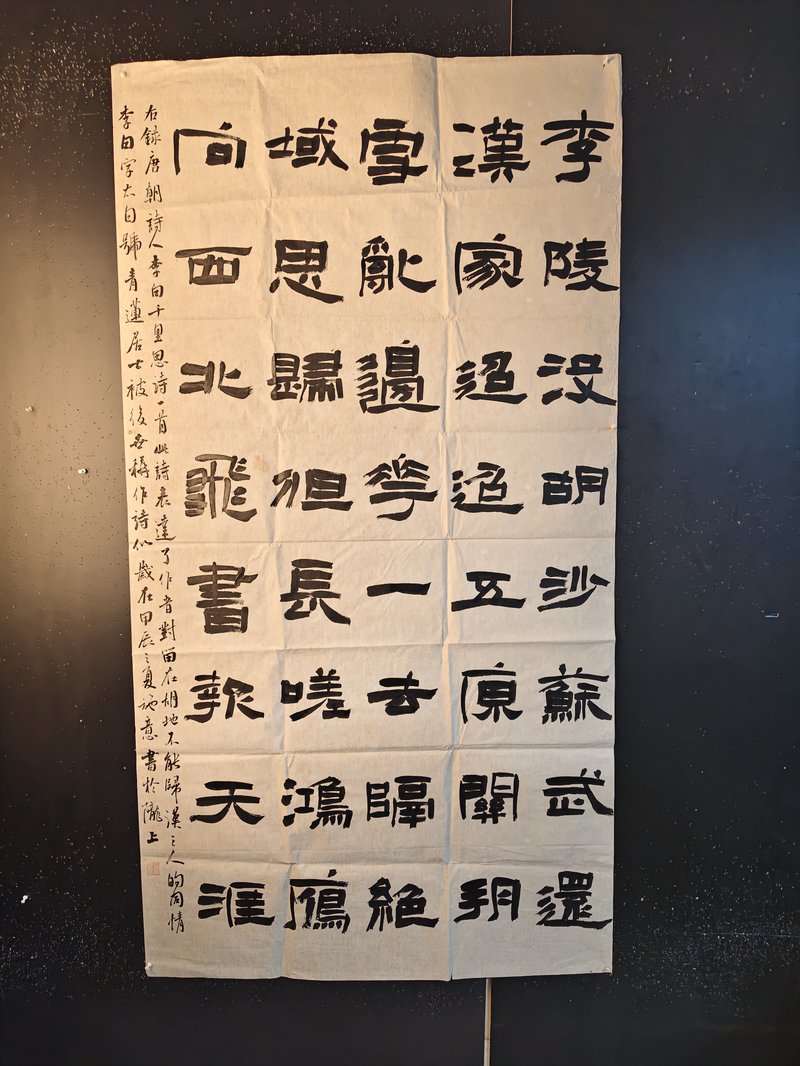 李陵没胡沙蘇武還
漢家迢迢五原關朔
雪亂邊花一去隔絕
域思歸但長嗟鴻鴈
向西北飛書報天涯
右錄唐朝詩人李白千里思詩一首此詩表達了作者對留在胡地不能歸漢之人的同情
李白字太白號青蓮居士被後世稱作詩仙歲在甲辰之夏意書於隴上